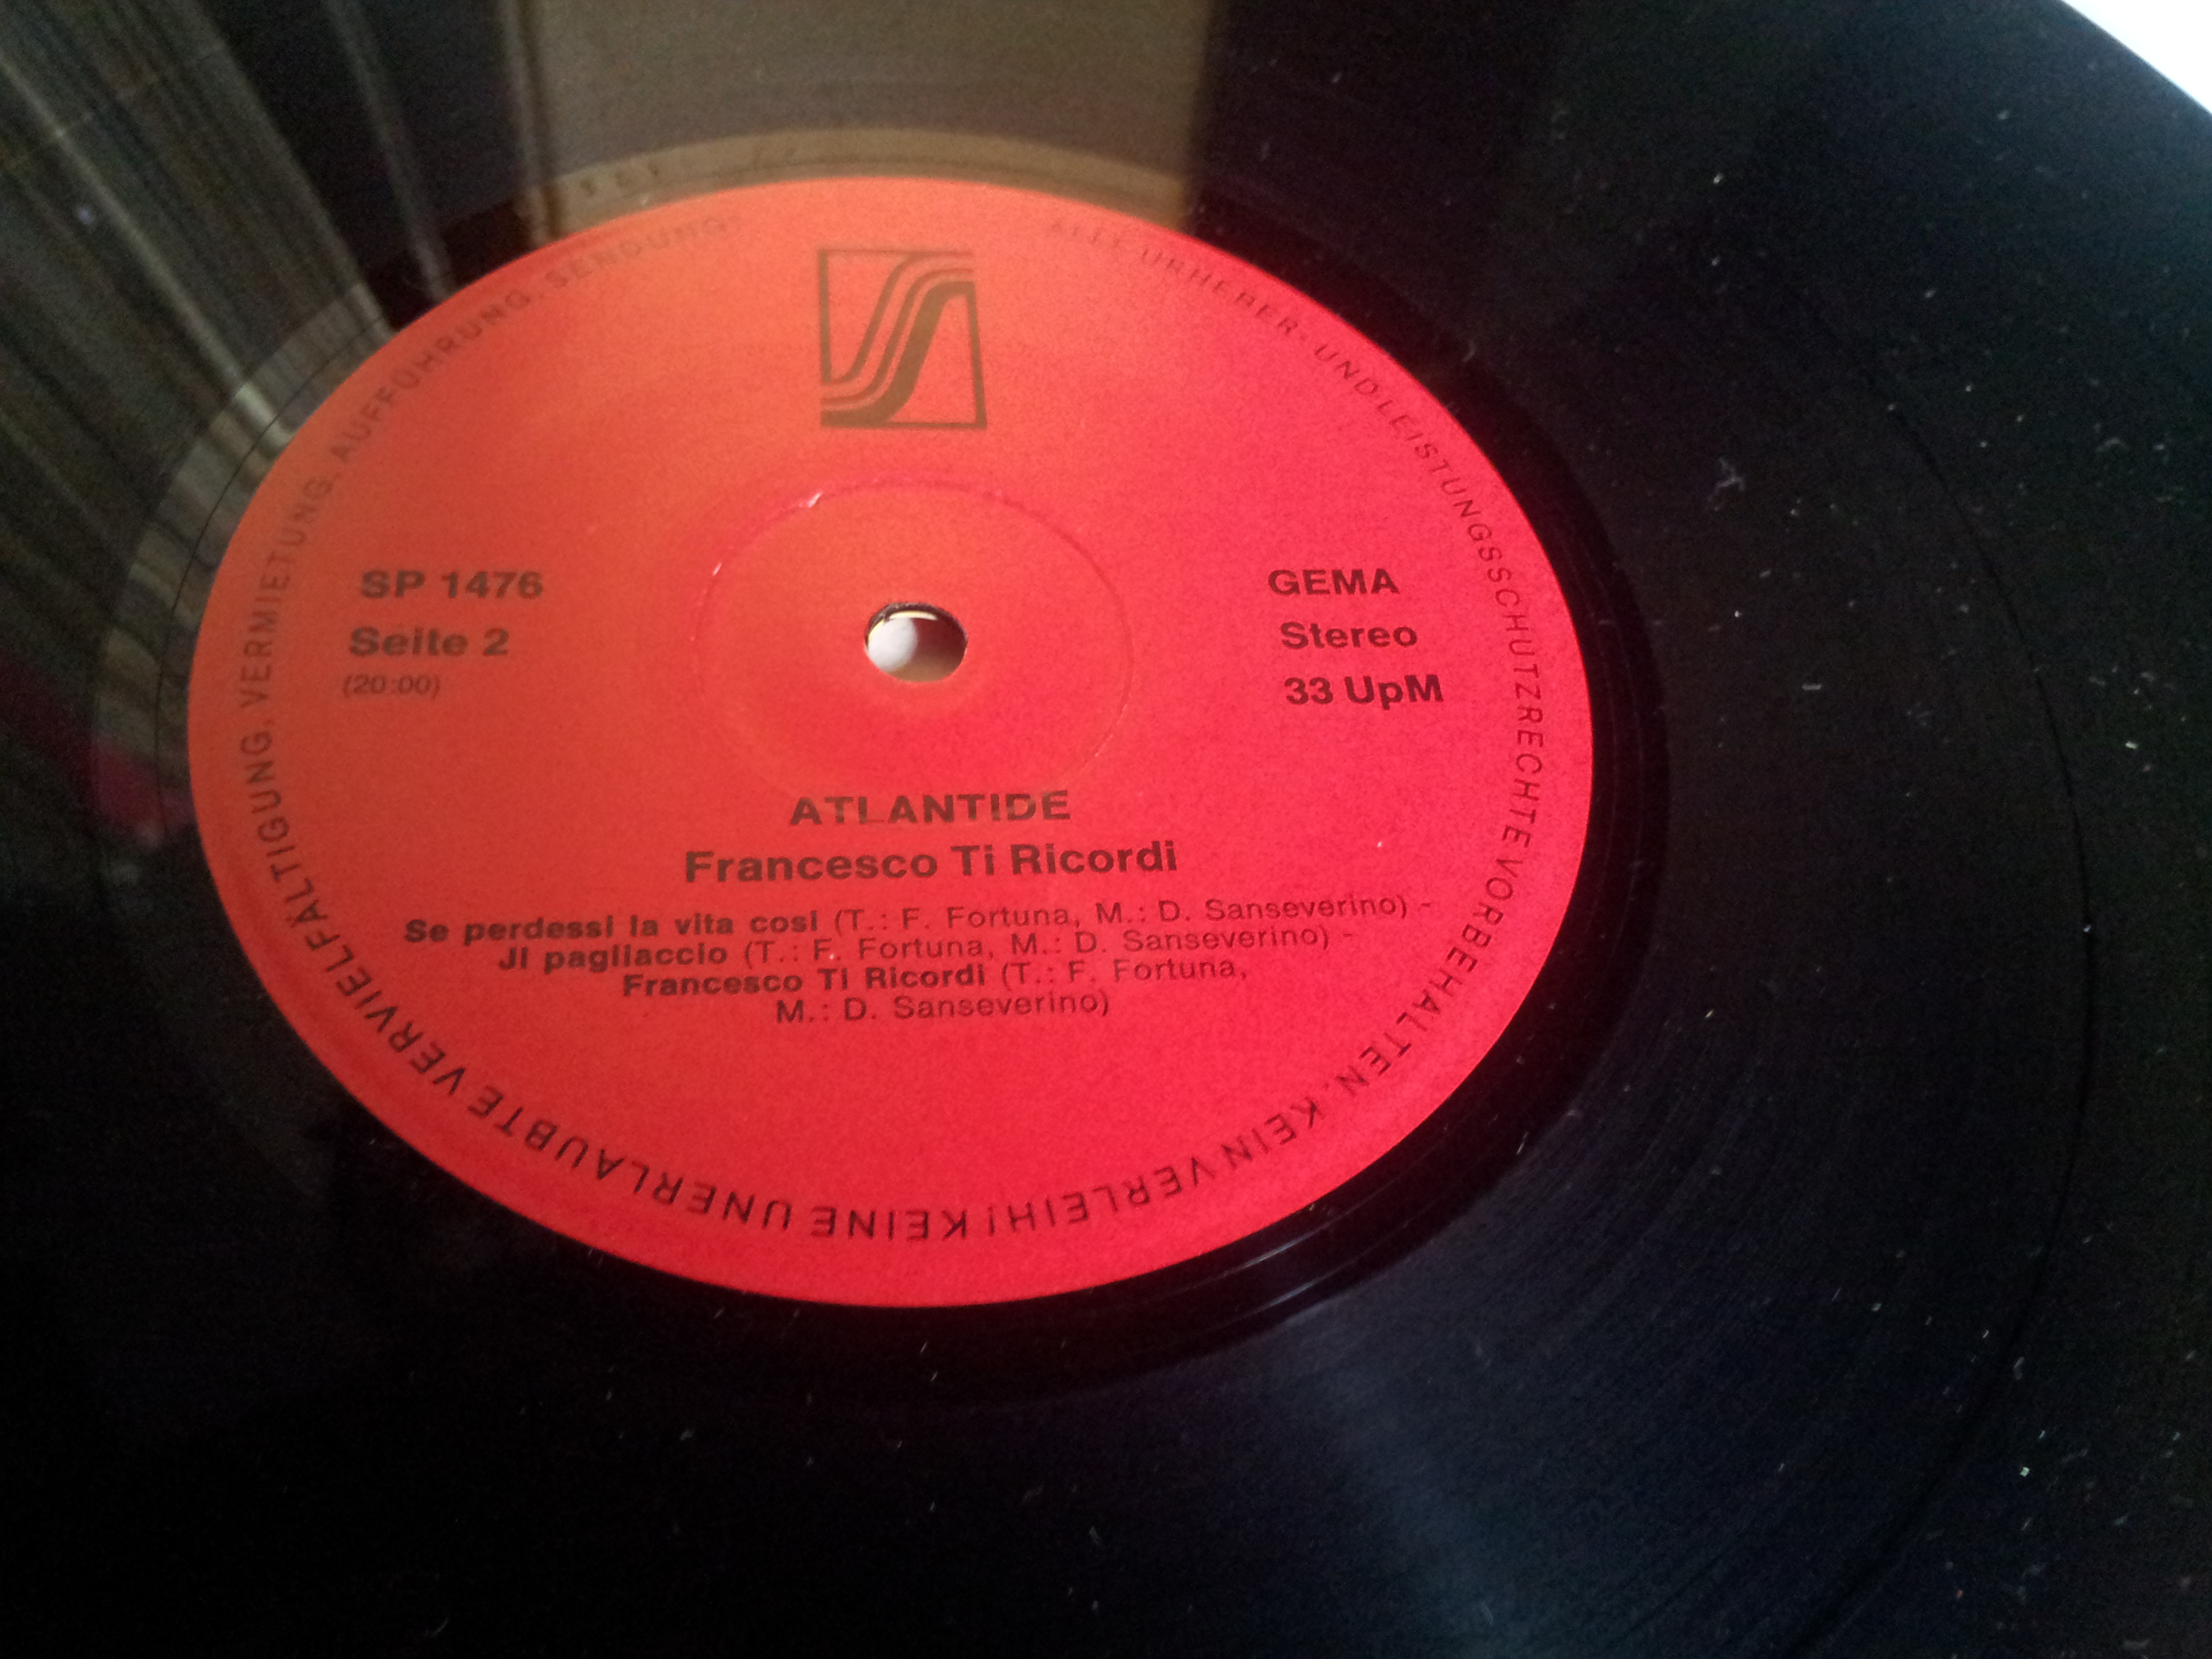 ALLE URHEBER- UND LEISTUNGSSCHUTZRECHTE VORBEHALTEN. KEIN VERLEIH! KEINE UNERLAUBTE VERVIELFÄLTIGUNG, VERMIETUNG, AUFFÜHRUNG, SENDUNG
SP 1476
Seite 2
(20:00)
GEMA
Stereo
33 UpM
ATLANTIDE
Francesco Ti Ricordi
Se perdessi la vita cosi (T.: F. Fortuna, M.: D. Sanseverino) -
Jl pagliaccio (T.: F. Fortuna, M.: D. Sanseverino) -
Francesco Ti Ricordi (T.: F. Fortuna,
M.: D. Sanseverino)